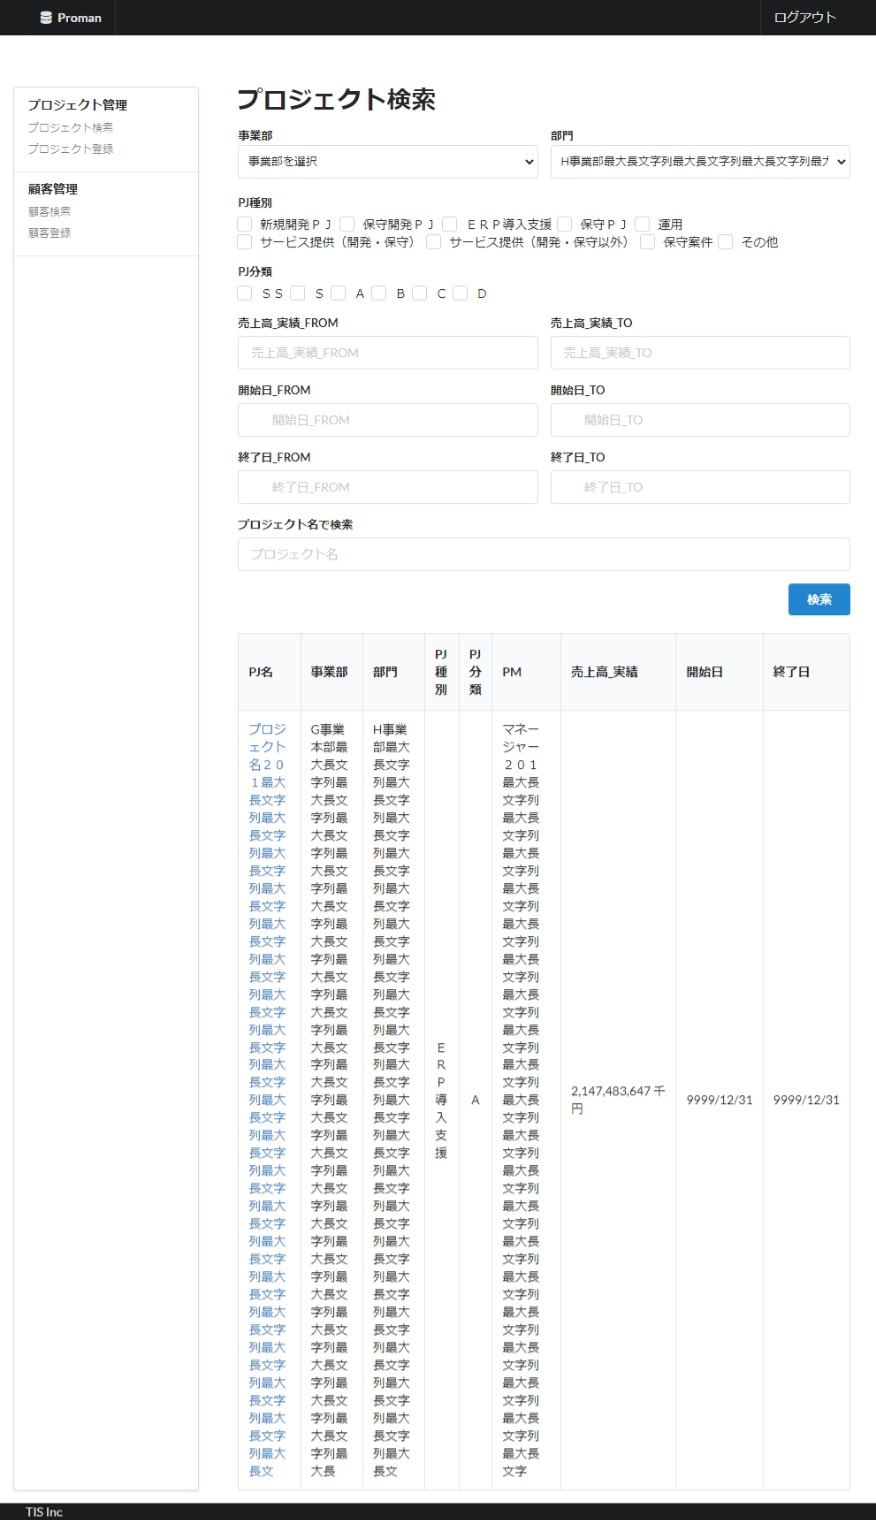 Proman
ログアウト
プロジェクト管理
プロジェクト検索
プロジェクト登録
顧客管理
顧客検索
顧客登録
プロジェクト検索
事業部
部門
事業部を選択
H事業部最大長文字列最大長文字列最大長文字列最大
PJ種別
新規開発ＰＪ 保守開発ＰＪ ＥＲＰ導入支援 保守ＰＪ 運用
サービス提供（開発・保守） サービス提供（開発・保守以外） 保守案件 その他
PJ分類
ＳＳ Ｓ Ａ Ｂ Ｃ Ｄ
売上高_実績_FROM
売上高_実績_TO
売上高_実績_FROM
売上高_実績_TO
開始日_FROM
開始日_TO
開始日_FROM
開始日_TO
終了日_FROM
終了日_TO
終了日_FROM
終了日_TO
プロジェクト名で検索
プロジェクト名
検索
PJ名
事業部
部門
PJ
種
別
PJ
分
類
PM
売上高_実績
開始日
終了日
プロジ
ェクト
名２０
１最大
長文字
列最大
長文字
列最大
長文字
列最大
長文字
列最大
長文字
列最大
長文字
列最大
長文字
列最大
長文字
列最大
長文字
列最大
長文字
列最大
長文字
列最大
長文字
列最大
長文字
列最大
長文字
列最大
長文字
列最大
長文字
列最大
長文字
列最大
長文字
列最大
長文字
列最大
長文
G事業
本部最
大長文
字列最
大長文
字列最
大長文
字列最
大長文
字列最
大長文
字列最
大長文
字列最
大長文
字列最
大長文
字列最
大長文
字列最
大長文
字列最
大長文
字列最
大長文
字列最
大長文
字列最
大長文
字列最
大長文
字列最
大長文
字列最
大長文
字列最
大長文
字列最
大長文
字列最
大長文
字列最
大長
H事業
部最大
長文字
列最大
長文字
列最大
長文字
列最大
長文字
列最大
長文字
列最大
長文字
列最大
長文字
列最大
長文字
列最大
長文字
列最大
長文字
列最大
長文字
列最大
長文字
列最大
長文字
列最大
長文字
列最大
長文字
列最大
長文字
列最大
長文字
列最大
長文字
列最大
長文字
列最大
長文字
列最大
長文
Ｅ
Ｒ
Ｐ
導
入
支
援
Ａ
マネー
ジャー
２０１
最大長
文字列
最大長
文字列
最大長
文字列
最大長
文字列
最大長
文字列
最大長
文字列
最大長
文字列
最大長
文字列
最大長
文字列
最大長
文字列
最大長
文字列
最大長
文字列
最大長
文字列
最大長
文字列
最大長
文字列
最大長
文字列
最大長
文字列
最大長
文字列
最大長
文字列
最大長
文字
2,147,483,647 千
円
9999/12/31
9999/12/31
TIS Inc